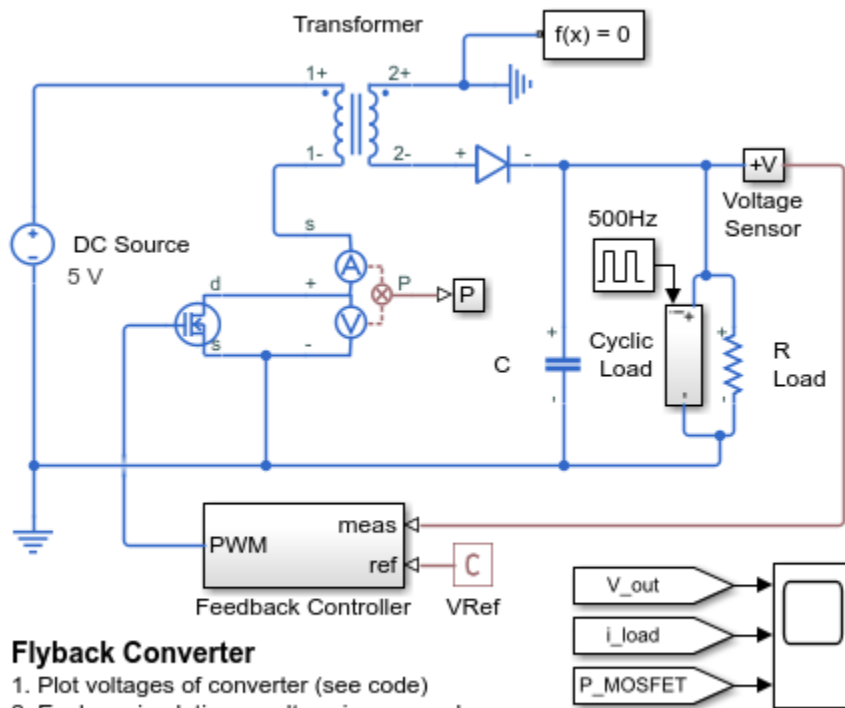 Transformer
f(x) = 0
1+
2+
1-
2-
+
-
+V
Voltage
Sensor
500Hz
s
A
DC Source
5 V
d
+
P
P
V
s
-
C
+
-
Cyclic
Load
+
-
+
-
R
Load
PWM
meas
ref
C
Feedback Controller
VRef
V_out
i_load
P_MOSFET
Flyback Converter
1. Plot voltages of converter (see code)